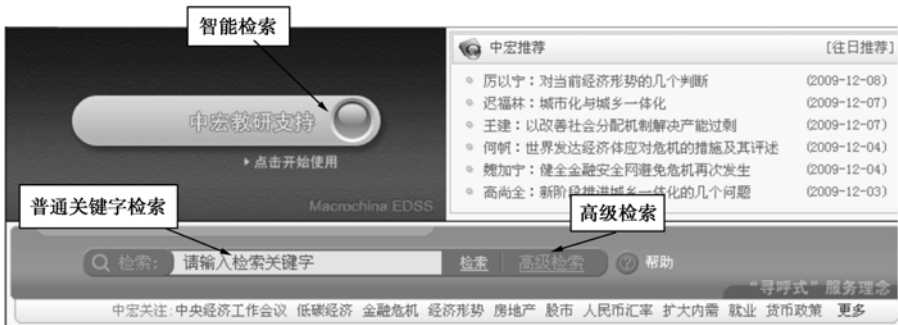 智能检索
中宏推荐 [往日推荐]
厉以宁：对当前经济形势的几个判断 (2009-12-08)
迟福林：城市化与城乡一体化 (2009-12-07)
王建：以改善社会分配机制解决产能过剩 (2009-12-07)
何帆：世界发达经济体应对危机的措施及其评述 (2009-12-04)
魏加宁：健全金融安全网避免危机再次发生 (2009-12-04)
高尚全：新阶段推进城乡一体化的几个问题 (2009-12-03)
中宏教研支持
点击开始使用
Macrochina EDSS
普通关键字检索
高级检索
检索： 请输入检索关键字 检索 高级检索 ? 帮助
“寻呼式”服务理念
中宏关注：中央经济工作会议 低碳经济 金融危机 经济形势 房地产 股市 人民币汇率 扩大内需 就业 货币政策 更多